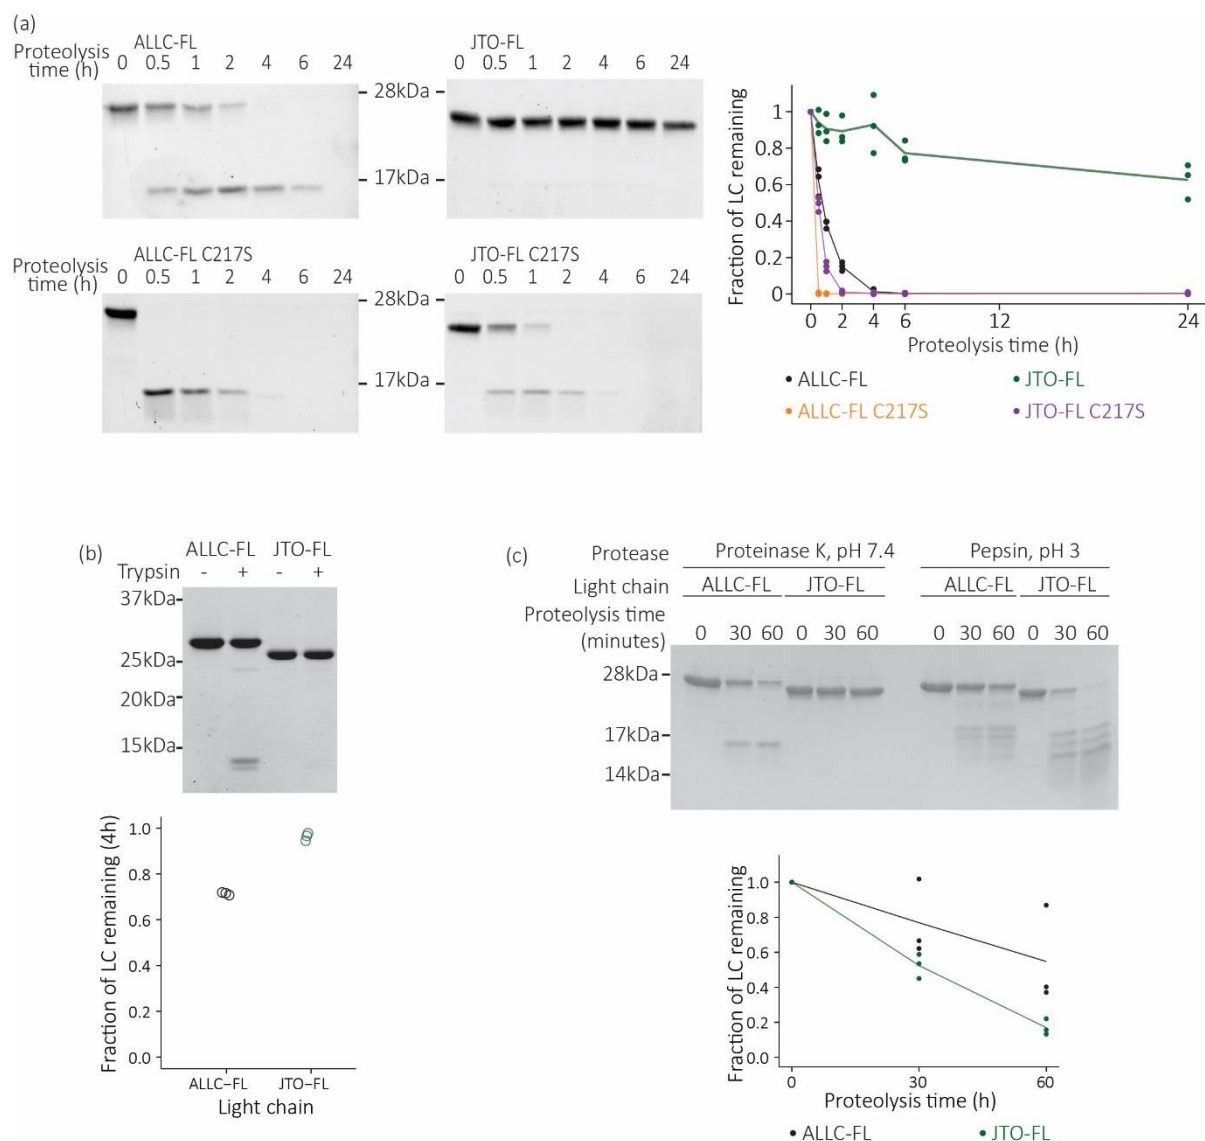 (a)
ALLC-FL
Proteolysis time (h) 0 0.5 1 2 4 6 24
JTO-FL
0 0.5 1 2 6 6 24
28kDa
17kDa
ALLC-FL C217S
Proteolysis time (h) 0 0.5 1 2 4 6 24
JTO-FL C217S
0 0.5 1 2 4 6 24
28kDa
17kDa
Fraction of LC remaining
1
0.8
0.6
0.4
0.2
0
0 2 4 6 12 24
Proteolysis time (h)
ALLC-FL
JTO-FL
ALLC-FL C217S
JTO-FL C217S
(b)
ALLC-FL JTO-FL
Trypsin - + - +
37kDa
25kDa
20kDa
15kDa
Fraction of LC remaining (4h)
1.0
0.8
0.6
0.4
0.2
0.0
ALLC-FL JTO-FL
Light chain
(c)
Protease Proteinase K, pH 7.4 Pepsin, pH 3
Light chain ALLC-FL JTO-FL ALLC-FL JTO-FL
Proteolysis time
(minutes) 0 30 60 0 30 60 0 30 60 0 30 60
28kDa
17kDa
14kDa
Fraction of LC remaining
1.0
0.8
0.6
0.4
0.2
0.0
0 30 60
Proteolysis time (h)
ALLC-FL
JTO-FL